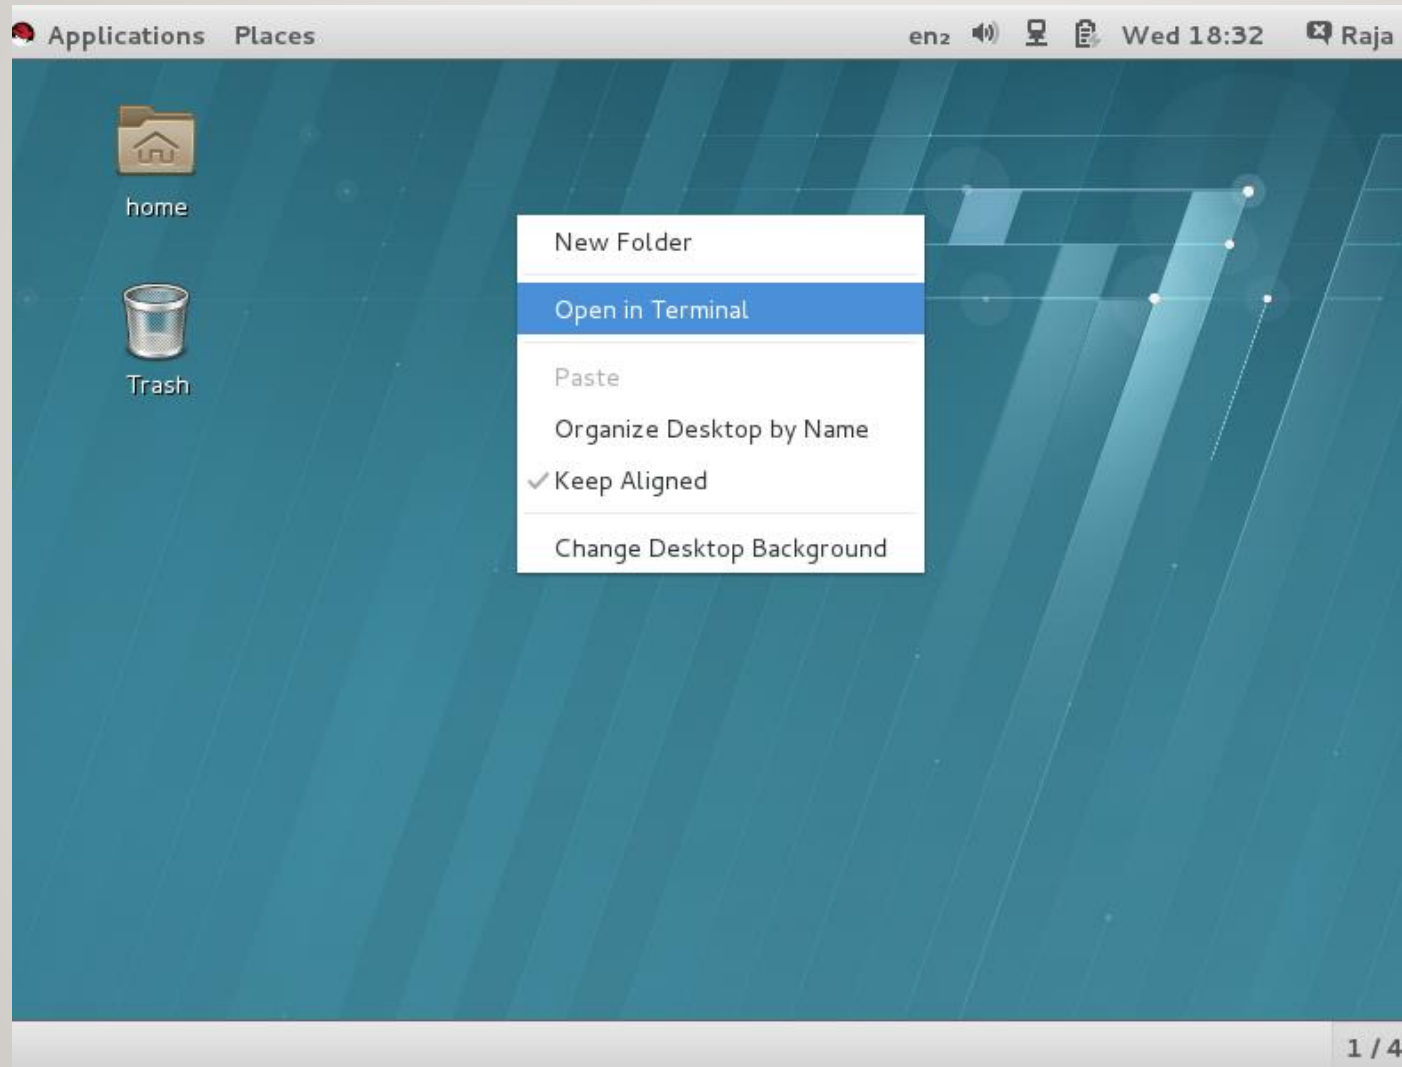 Applications Places en₂ Wed 18:32 Raja
home
Trash
New Folder
Open in Terminal
Paste
Organize Desktop by Name
Keep Aligned
Change Desktop Background
1 / 4